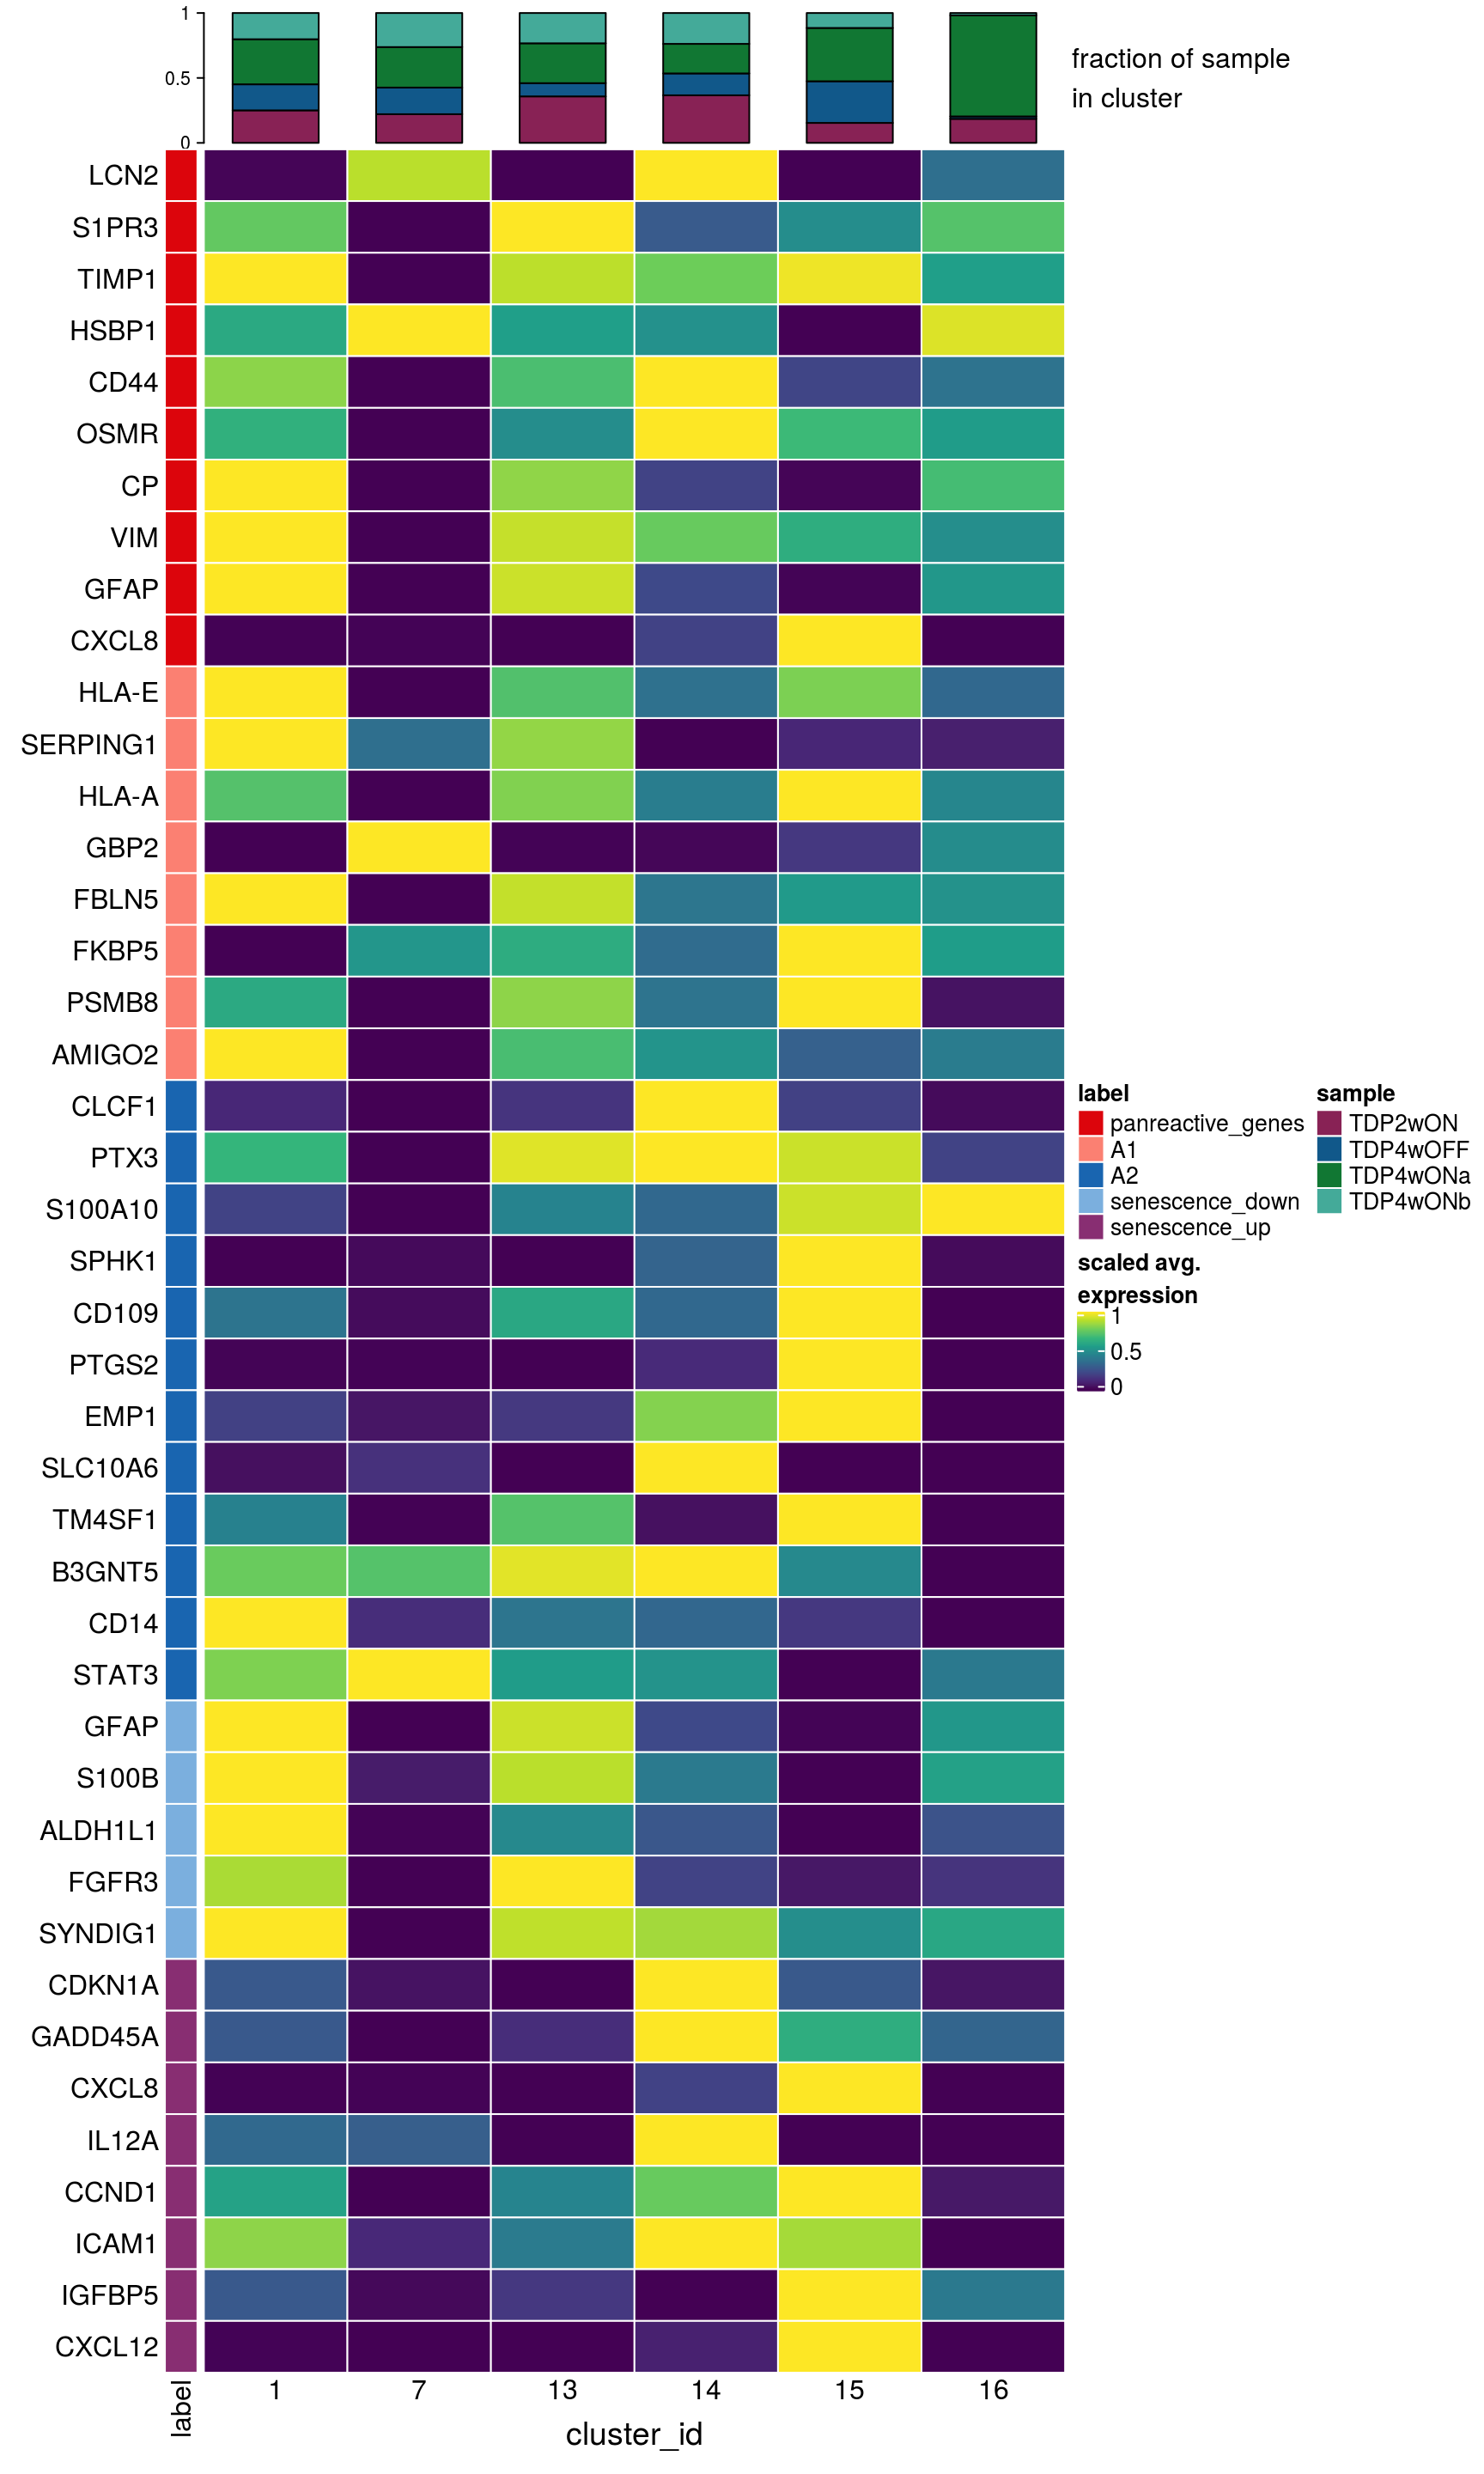 1
0.5
0
fraction of sample
in cluster
LCN2
S1PR3
TIMP1
HSBP1
CD44
OSMR
CP
VIM
GFAP
CXCL8
HLA-E
SERPING1
HLA-A
GBP2
FBLN5
FKBP5
PSMB8
AMIGO2
CLCF1
PTX3
S100A10
SPHK1
CD109
PTGS2
EMP1
SLC10A6
TM4SF1
B3GNT5
CD14
STAT3
GFAP
S100B
ALDH1L1
FGFR3
SYNDIG1
CDKN1A
GADD45A
CXCL8
IL12A
CCND1
ICAM1
IGFBP5
CXCL12
label
1 7 13 14 15 16
cluster_id
label
panreactive_genes
A1
A2
senescence_down
senescence_up
sample
TDP2wON
TDP4wOFF
TDP4wONa
TDP4wONb
scaled avg.
expression
1
0.5
0